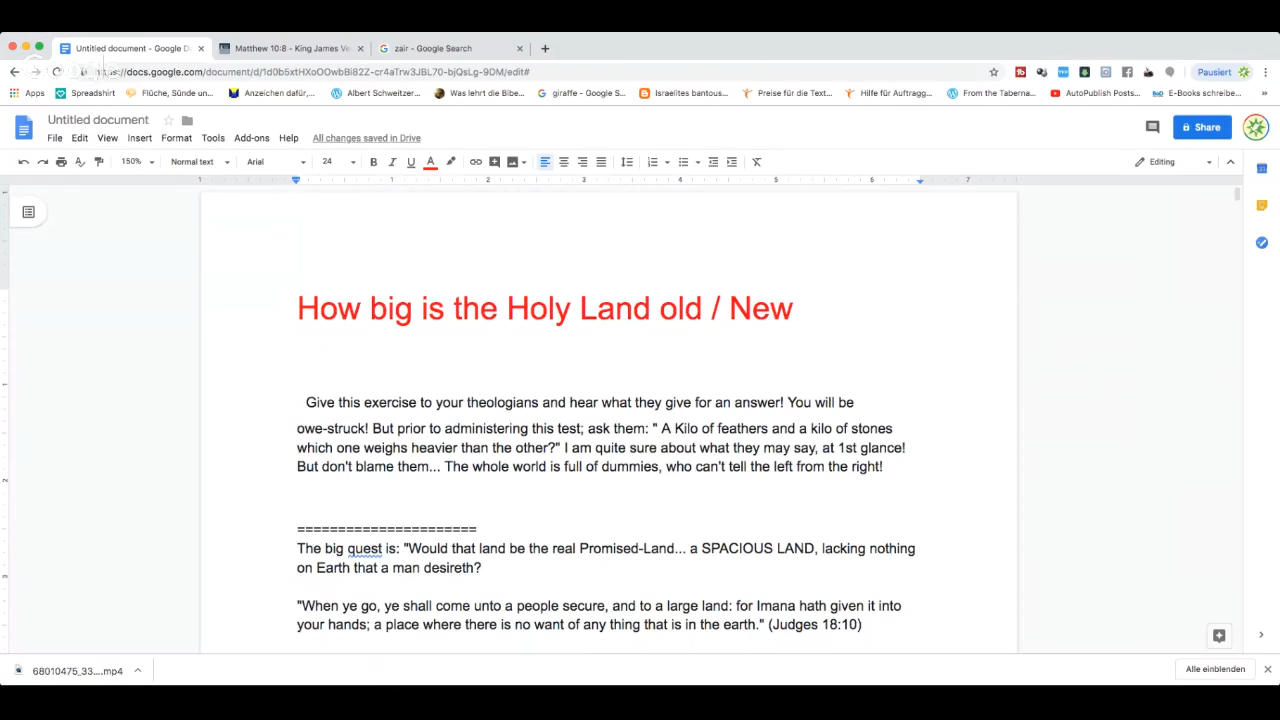 Untitled document - Google D
Matthew 10:8 - King James Ve
zair - Google Search
https://docs.google.com/document/d/1d0b5xtHXoOOwbBi82Z-cr4aTrw3JBL70-bjQsLg-9DM/edit#
Pausiert
Apps
Spreadshirt
Flüche, Sünde un...
Anzeichen dafür,...
Albert Schweitzer...
Was lehrt die Bibe...
giraffe - Google S...
Israelites bantous...
Preise für die Text...
Hilfe für Auftragg...
From the Taberna...
AutoPublish Posts...
E-Books schreibe...
Untitled document
File Edit View Insert Format Tools Add-ons Help All changes saved in Drive
Share
150% Normal text Arial 24 B I U A Editing
1 1 2 3 4 5 6 7
How big is the Holy Land old / New
Give this exercise to your theologians and hear what they give for an answer! You will be
owe-struck! But prior to administering this test; ask them: " A Kilo of feathers and a kilo of stones
which one weighs heavier than the other?" I am quite sure about what they may say, at 1st glance!
But don't blame them... The whole world is full of dummies, who can't tell the left from the right!
======================
The big quest is: "Would that land be the real Promised-Land... a SPACIOUS LAND, lacking nothing
on Earth that a man desireth?
"When ye go, ye shall come unto a people secure, and to a large land: for Imana hath given it into
your hands; a place where there is no want of any thing that is in the earth." (Judges 18:10)
68010475_33....mp4
Alle einblenden